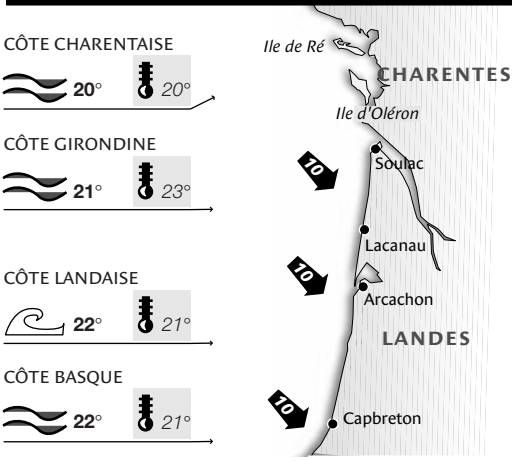 CÔTE CHARENTAISE
20° 20°
CÔTE GIRONDINE
21° 23°
CÔTE LANDAISE
22° 21°
CÔTE BASQUE
22° 21°
Ile de Ré
CHARENTES
Ile d'Oléron
Soulac
10
Lacanau
10
Arcachon
LANDES
10
Capbreton